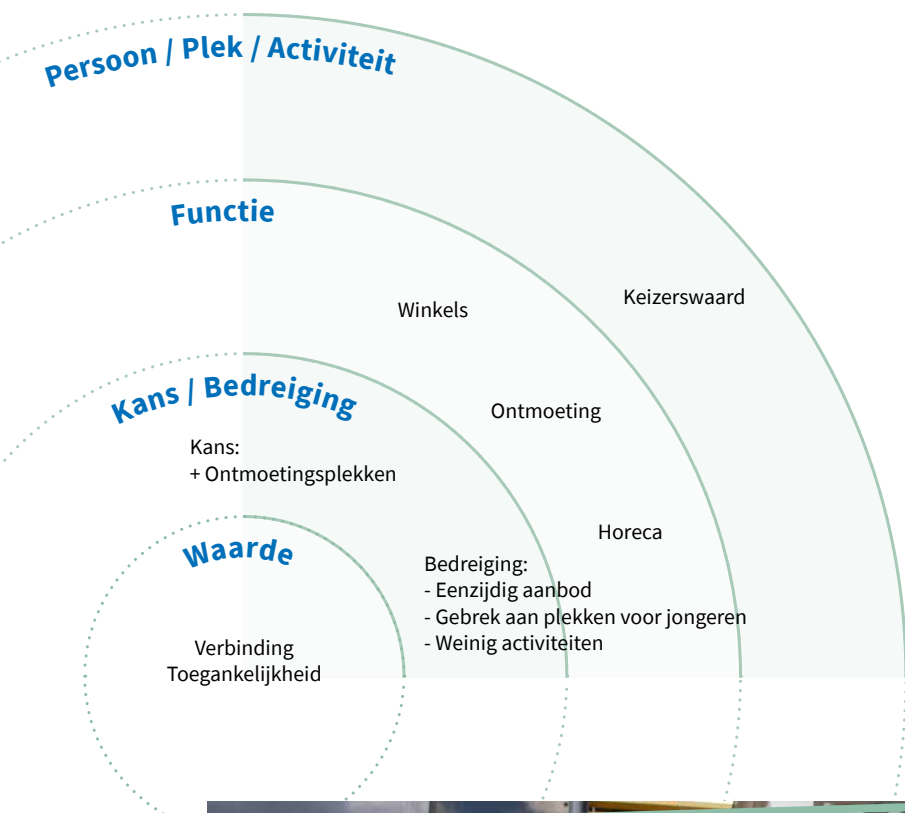 Persoon / Plek / Activiteit
Functie
Keizerswaard
Winkels
Kans / Bedreiging
Ontmoeting
Kans:
+ Ontmoetingsplekken
Horeca
Waarde
Bedreiging:
- Eenzijdig aanbod
- Gebrek aan plekken voor jongeren
- Weinig activiteiten
Verbinding
Toegankelijkheid